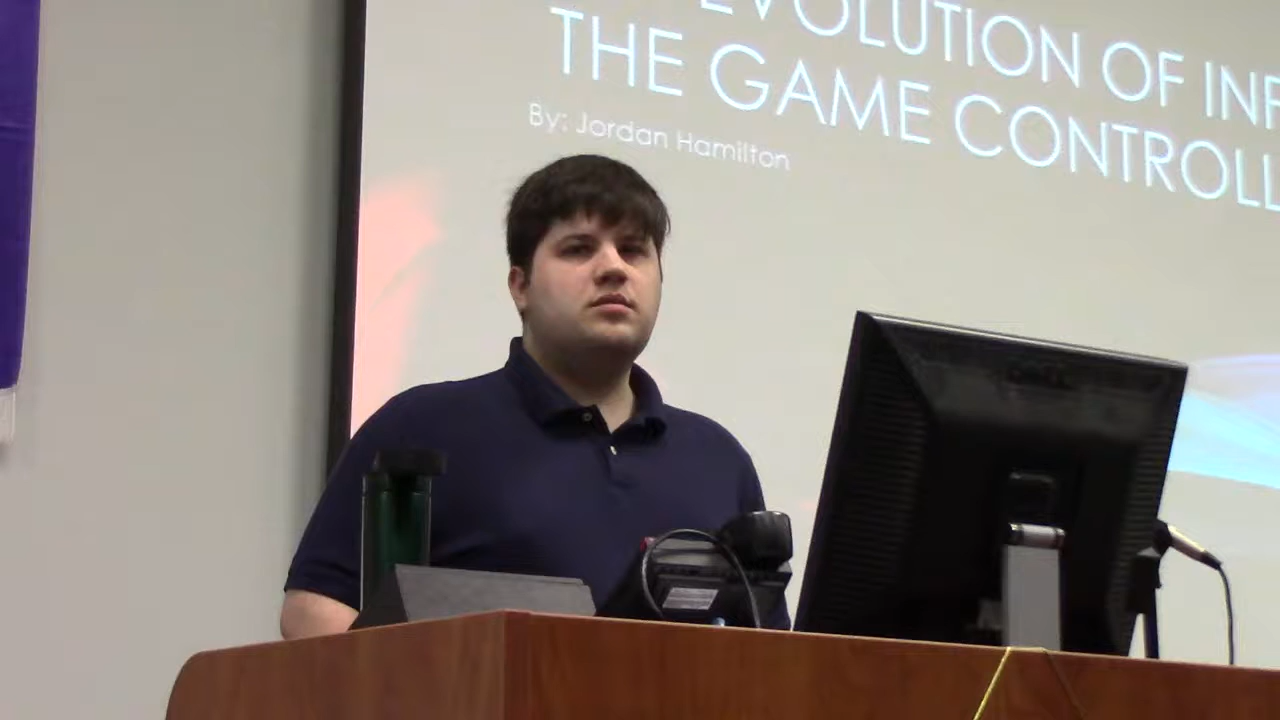 EVOLUTION OF INF
THE GAME CONTROLL
By: Jordan Hamilton